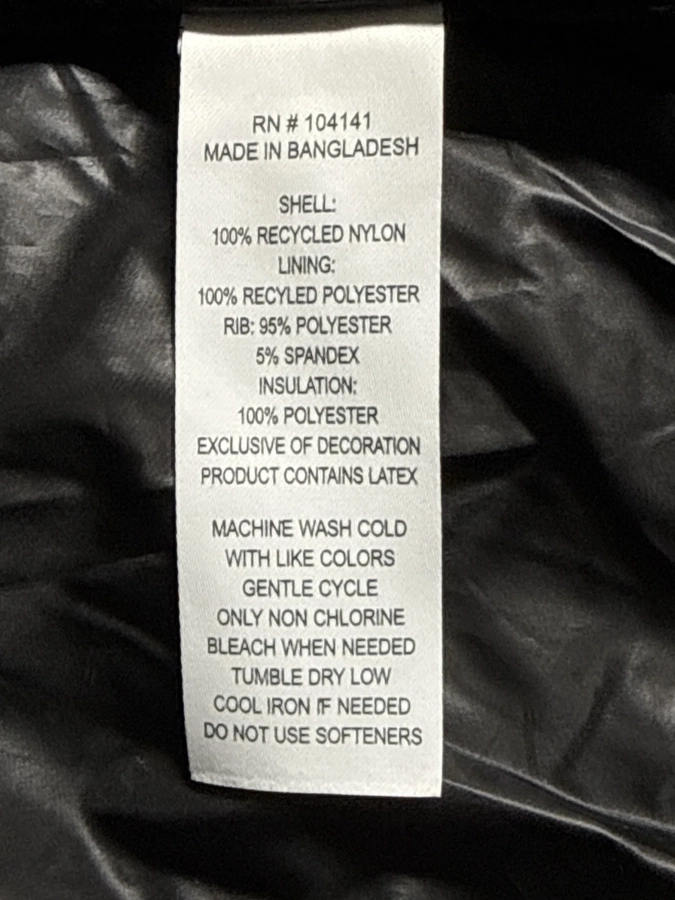 RN # 104141
MADE IN BANGLADESH
SHELL:
100% RECYCLED NYLON
LINING:
100% RECYLED POLYESTER
RIB: 95% POLYESTER
5% SPANDEX
INSULATION:
100% POLYESTER
EXCLUSIVE OF DECORATION
PRODUCT CONTAINS LATEX
MACHINE WASH COLD
WITH LIKE COLORS
GENTLE CYCLE
ONLY NON CHLORINE
BLEACH WHEN NEEDED
TUMBLE DRY LOW
COOL IRON IF NEEDED
DO NOT USE SOFTENERS